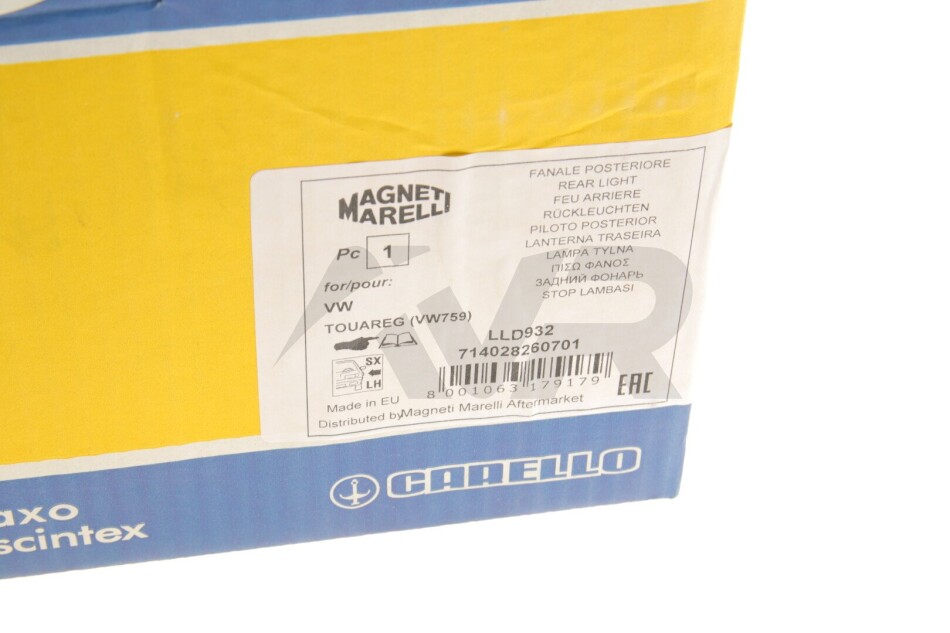 MAGNETI
MARELLI
Pc 1
for/pour:
VW
TOUAREG (VW759)
SX
LH
Made in EU
Distributed by Magneti Marelli Aftermarket
FANALE POSTERIORE
REAR LIGHT
FEU ARRIERE
RÜCKLEUCHTEN
PILOTO POSTERIOR
LANTERNA TRASEIRA
LAMPA TYLNA
ΠΙΣΩ ΦΑΝΟΣ
ЗАДНИЙ ФОНАРЬ
STOP LAMBASI
LLD932
714028260701
8 001063 179179
EAC
AVR
CARELLO
axo
scintex